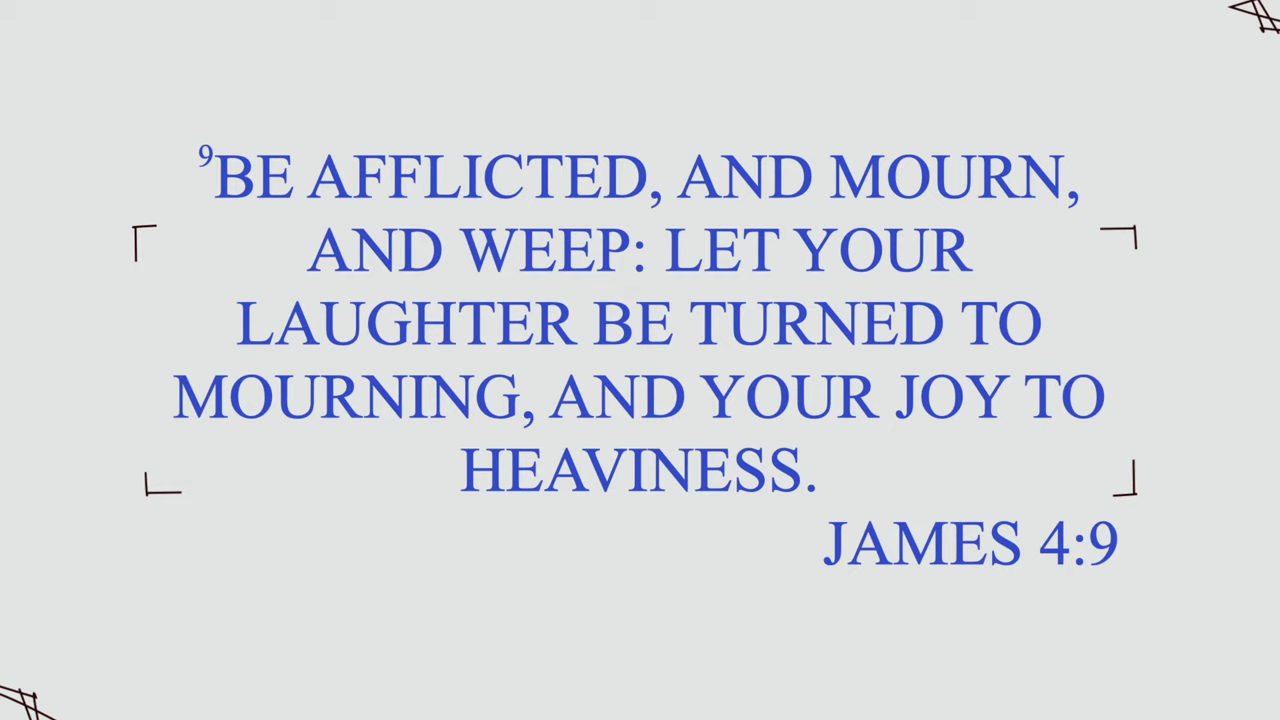 ⁹BE AFFLICTED, AND MOURN,
AND WEEP: LET YOUR
LAUGHTER BE TURNED TO
MOURNING, AND YOUR JOY TO
HEAVINESS.
JAMES 4:9